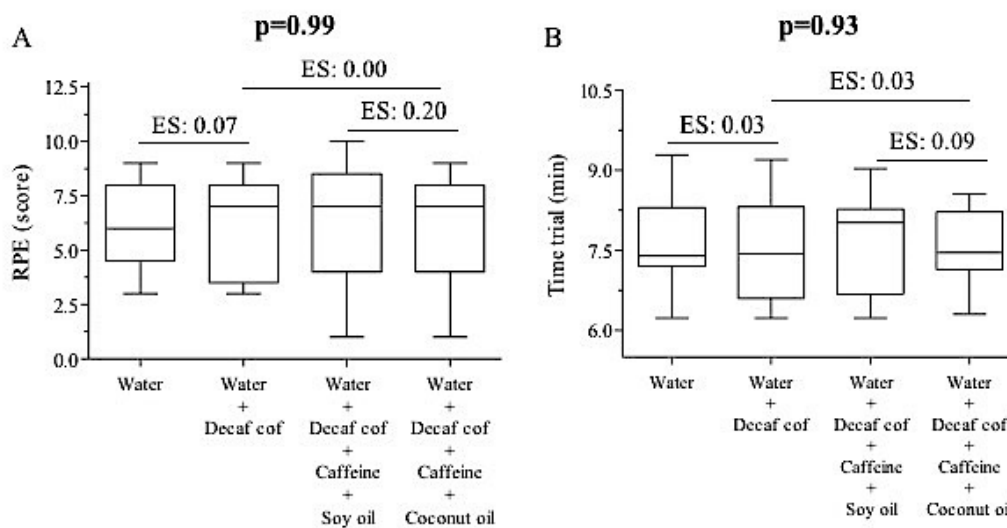 A
p=0.99
ES: 0.00
ES: 0.07
ES: 0.20
RPE (score)
12.5
10.0
7.5
5.0
2.5
0.0
Water
Water
+
Decaf cof
Water
+
Decaf cof
+
Caffeine
+
Soy oil
Water
+
Decaf cof
+
Caffeine
+
Coconut oil
B
p=0.93
ES: 0.03
ES: 0.03
ES: 0.09
Time trial (min)
10.5
9.0
7.5
6.0
Water
Water
+
Decaf cof
Water
+
Decaf cof
+
Caffeine
+
Soy oil
Water
+
Decaf cof
+
Caffeine
+
Coconut oil